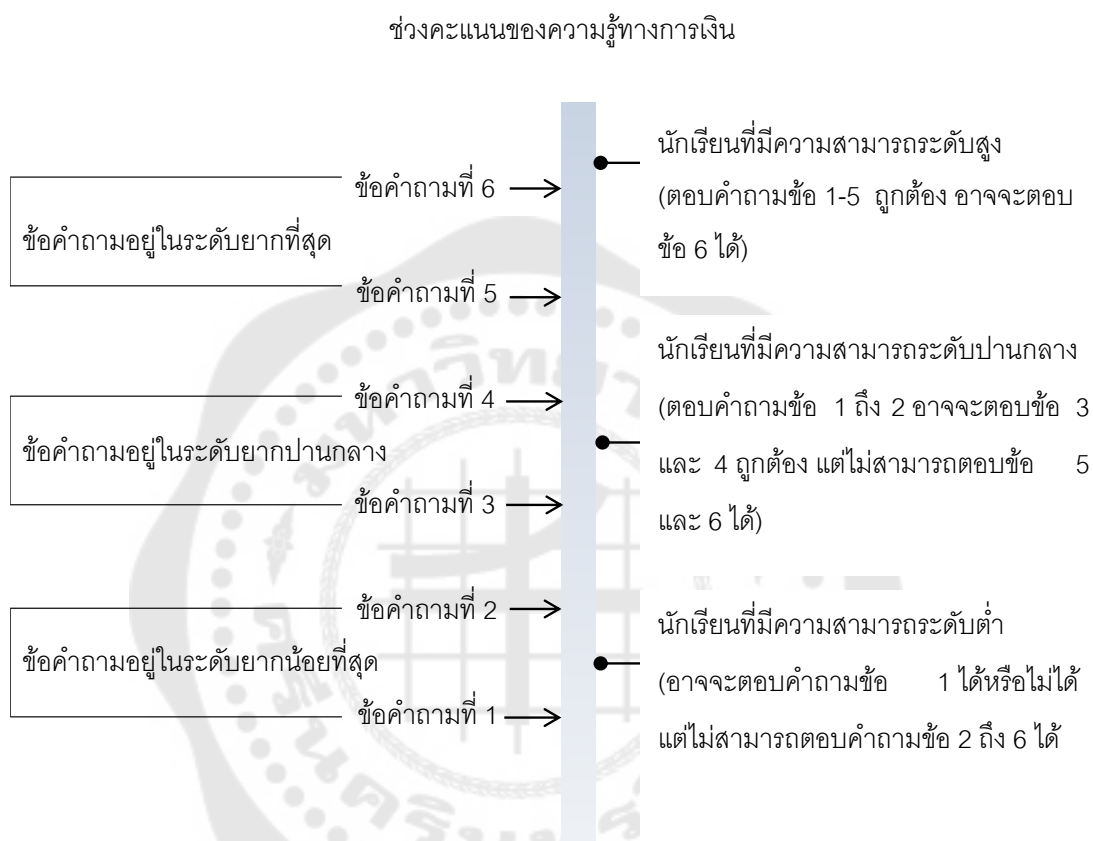 ช่วงคะแนนของความรู้ทางการเงิน
ข้อคำถามที่ 6
ข้อคำถามอยู่ในระดับยากที่สุด
ข้อคำถามที่ 5
ข้อคำถามที่ 4
ข้อคำถามอยู่ในระดับยากปานกลาง
ข้อคำถามที่ 3
ข้อคำถามที่ 2
ข้อคำถามอยู่ในระดับยากน้อยที่สุด
ข้อคำถามที่ 1
นักเรียนที่มีความสามารถระดับสูง
(ตอบคำถามข้อ 1-5 ถูกต้อง อาจจะตอบ
ข้อ 6 ได้)
นักเรียนที่มีความสามารถระดับปานกลาง
(ตอบคำถามข้อ 1 ถึง 2 อาจจะตอบข้อ 3
และ 4 ถูกต้อง แต่ไม่สามารถตอบข้อ 5
และ 6 ได้)
นักเรียนที่มีความสามารถระดับต่ำ
(อาจจะตอบคำถามข้อ 1 ได้หรือไม่ได้
แต่ไม่สามารถตอบคำถามข้อ 2 ถึง 6 ได้